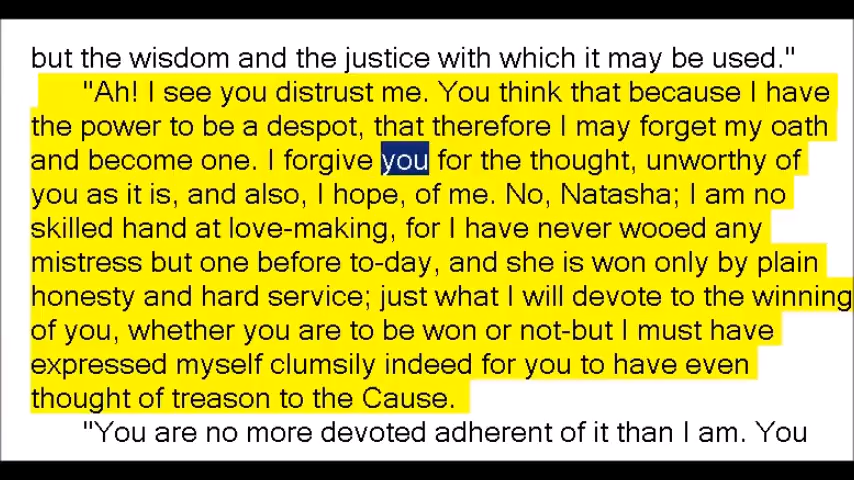 but the wisdom and the justice with which it may be used."
"Ah! I see you distrust me. You think that because I have
the power to be a despot, that therefore I may forget my oath
and become one. I forgive you for the thought, unworthy of
you as it is, and also, I hope, of me. No, Natasha; I am no
skilled hand at love-making, for I have never wooed any
mistress but one before to-day, and she is won only by plain
honesty and hard service; just what I will devote to the winning
of you, whether you are to be won or not-but I must have
expressed myself clumsily indeed for you to have even
thought of treason to the Cause.
"You are no more devoted adherent of it than I am. You